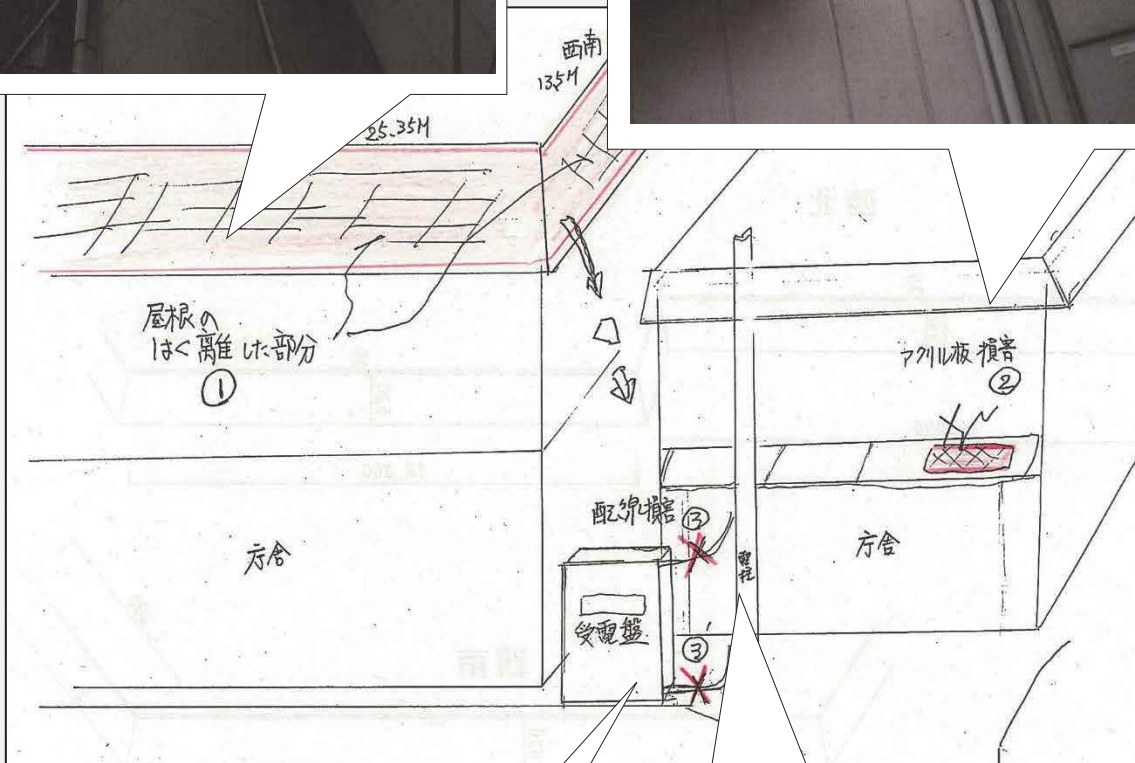 西南
13.5M
25.35M
屋根の
はく離した部分
①
アクリル板 損害
②
配線損害 ③
庁舎
庁舎
電柱
受電盤
③'